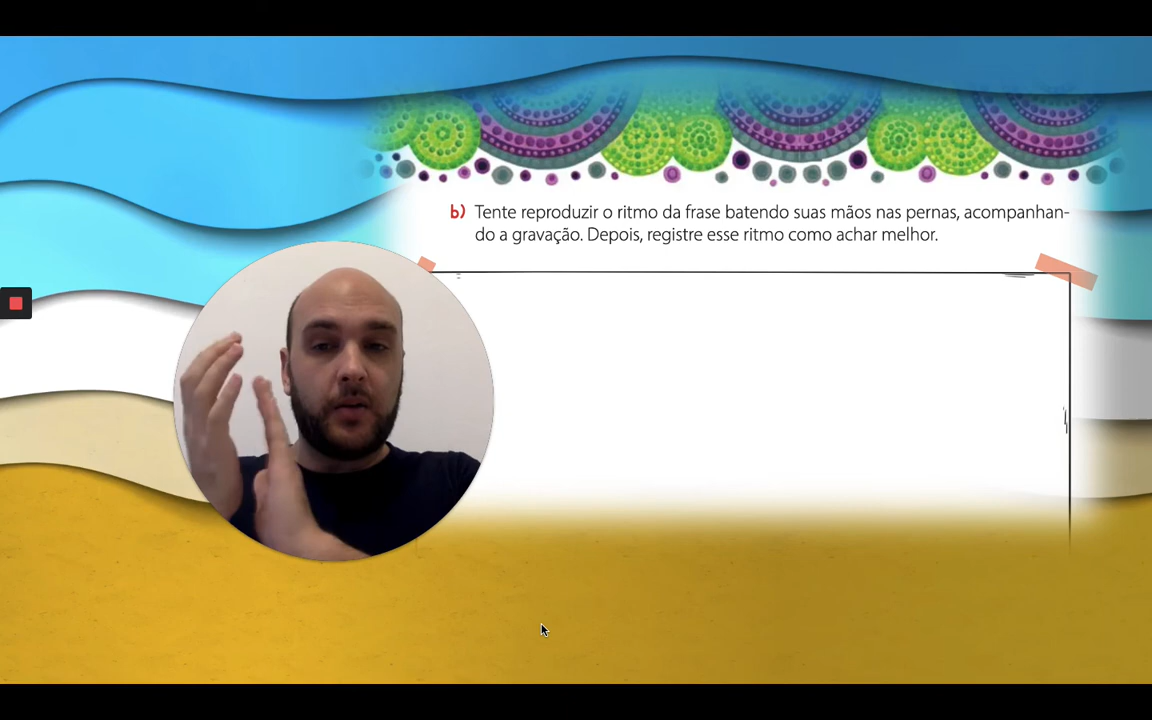 b) Tente reproduzir o ritmo da frase batendo suas mãos nas pernas, acompanhan-
do a gravação. Depois, registre esse ritmo como achar melhor.